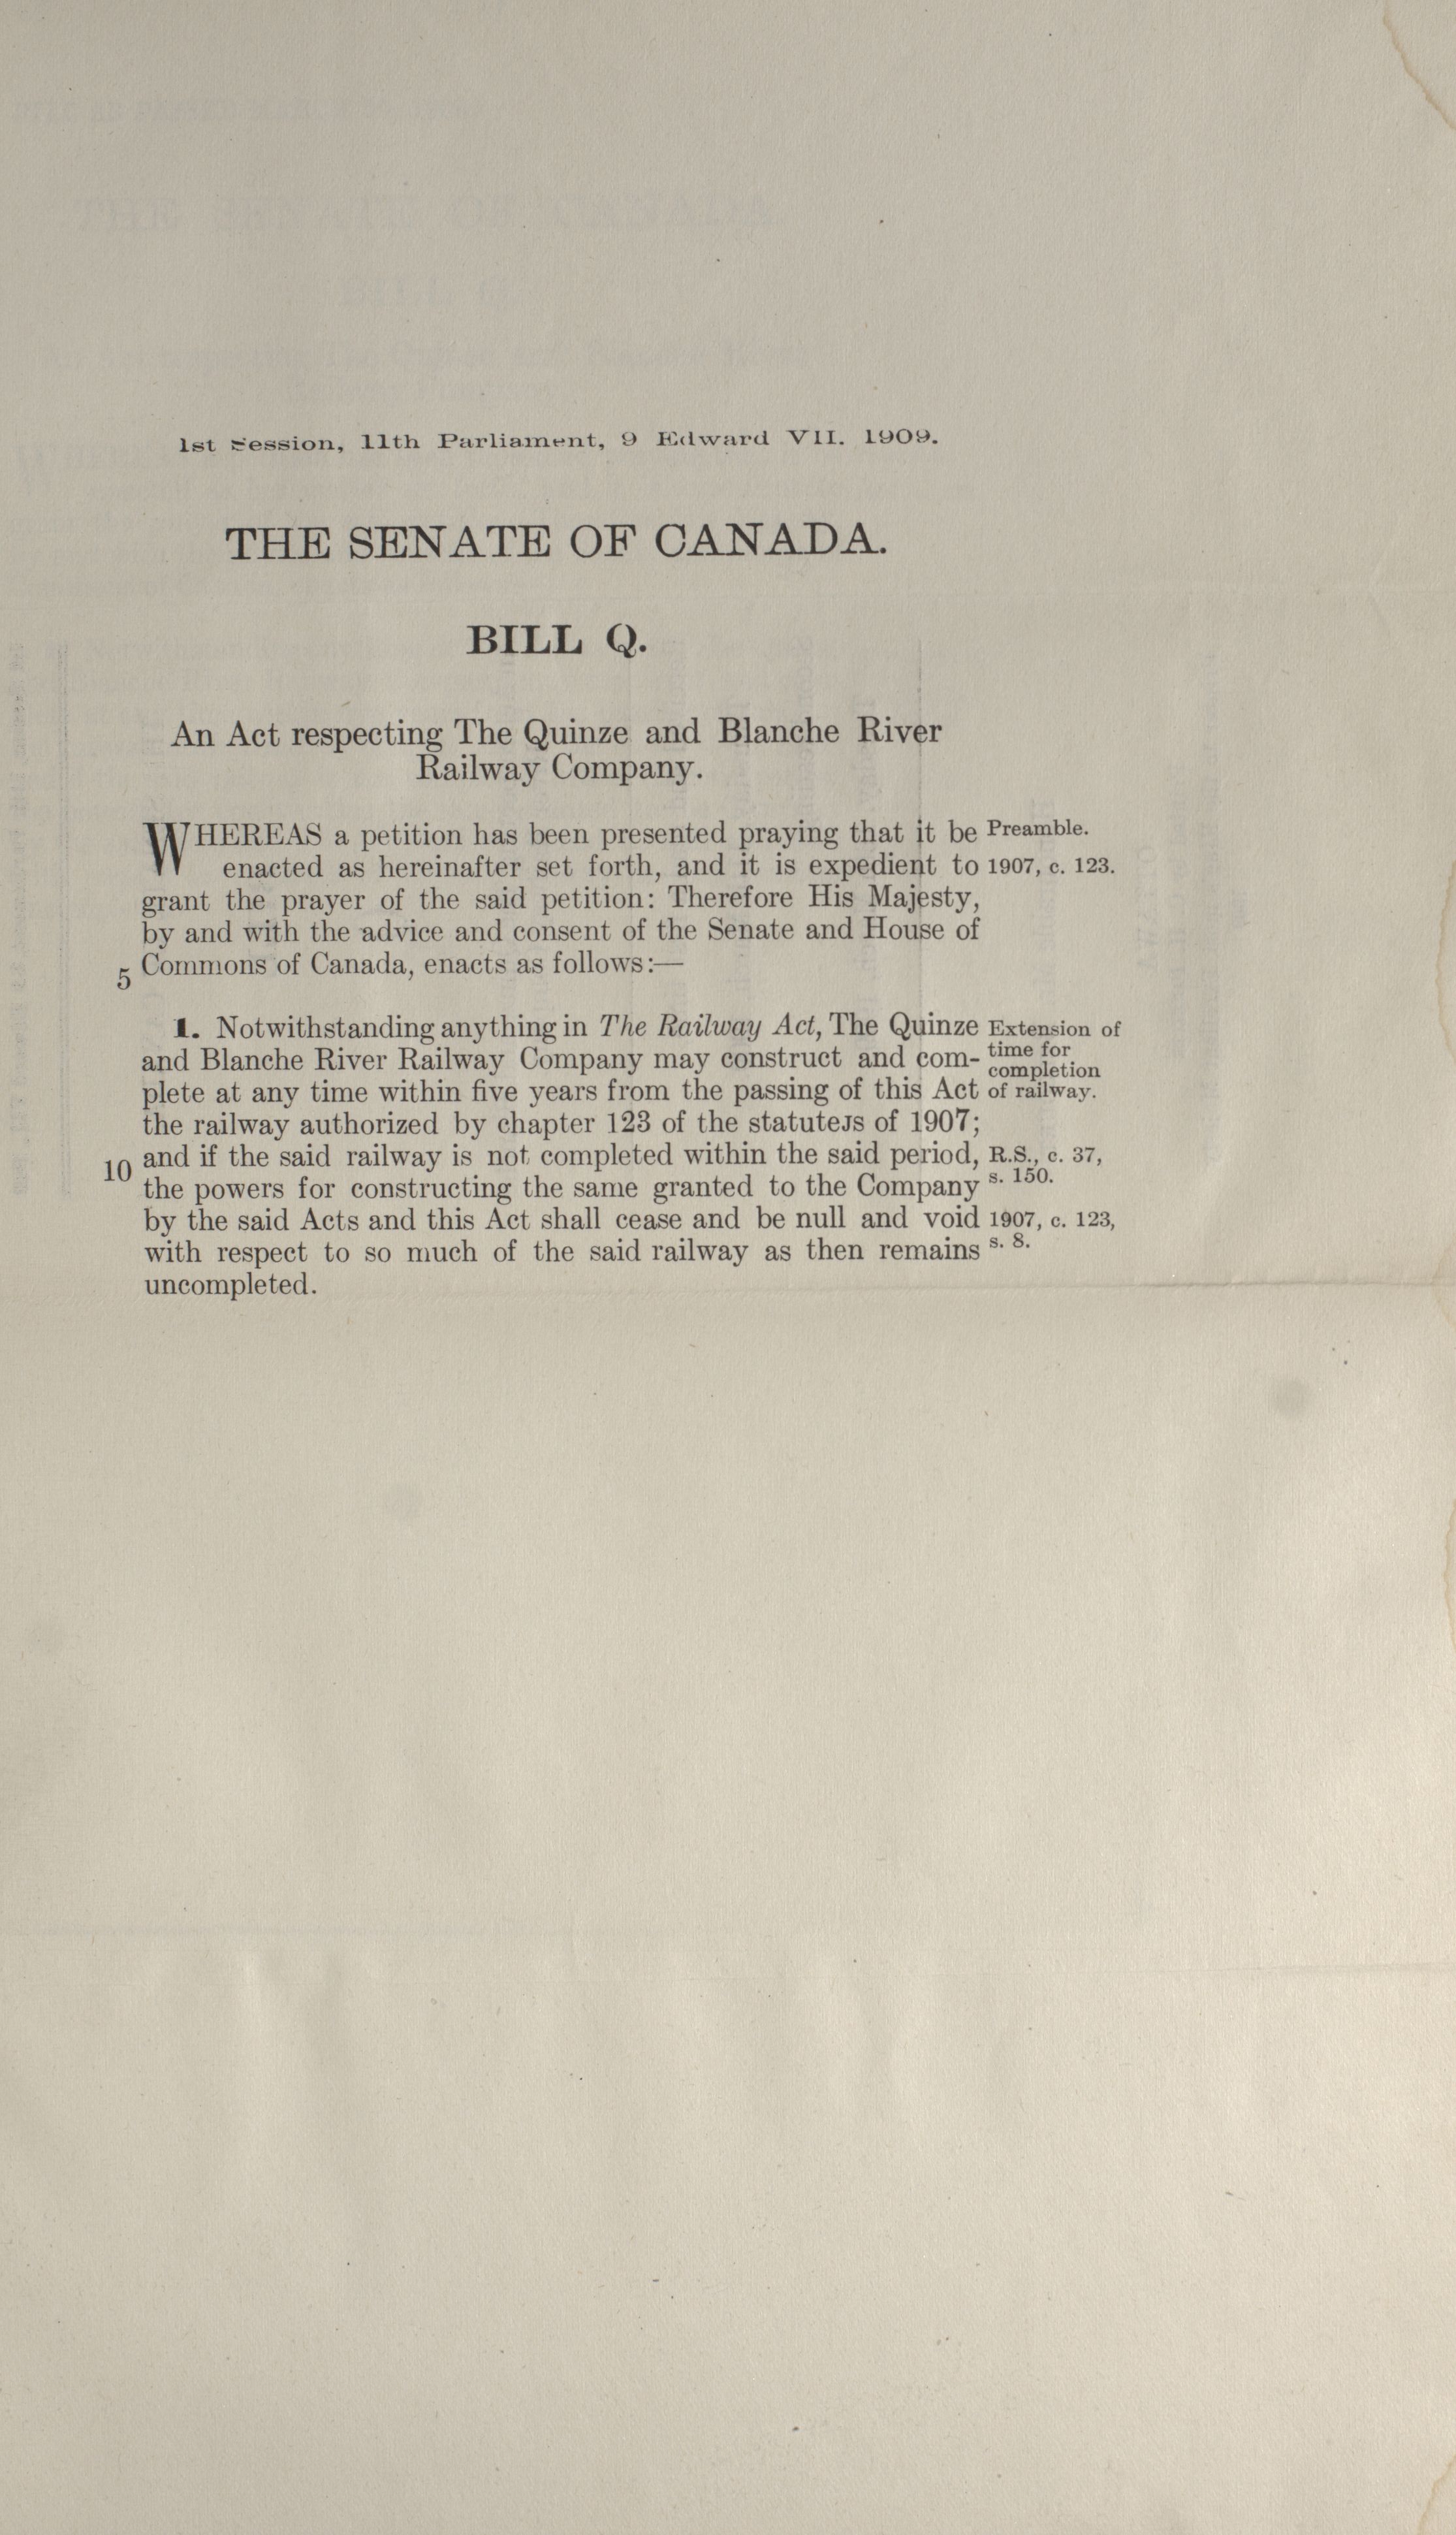 1st Session, 11th Parliament, 9 Edward VII. 1909.
THE SENATE OF CANADA.
BILL Q.
An Act respecting The Quinze and Blanche River
Railway Company.
WHEREAS a petition has been presented praying that it be Preamble.
enacted as hereinafter set forth, and it is expedient to 1907, c. 123.
grant the prayer of the said petition: Therefore His Majesty,
by and with the advice and consent of the Senate and House of
5 Commons of Canada, enacts as follows:—
1. Notwithstanding anything in The Railway Act, The Quinze Extension of
and Blanche River Railway Company may construct and com- time for
completion
plete at any time within five years from the passing of this Act of railway.
the railway authorized by chapter 123 of the statutejs of 1907;
10 and if the said railway is not completed within the said period, R.S., c. 37,
the powers for constructing the same granted to the Company s. 150.
by the said Acts and this Act shall cease and be null and void 1907, c. 123,
with respect to so much of the said railway as then remains s. 8.
uncompleted.